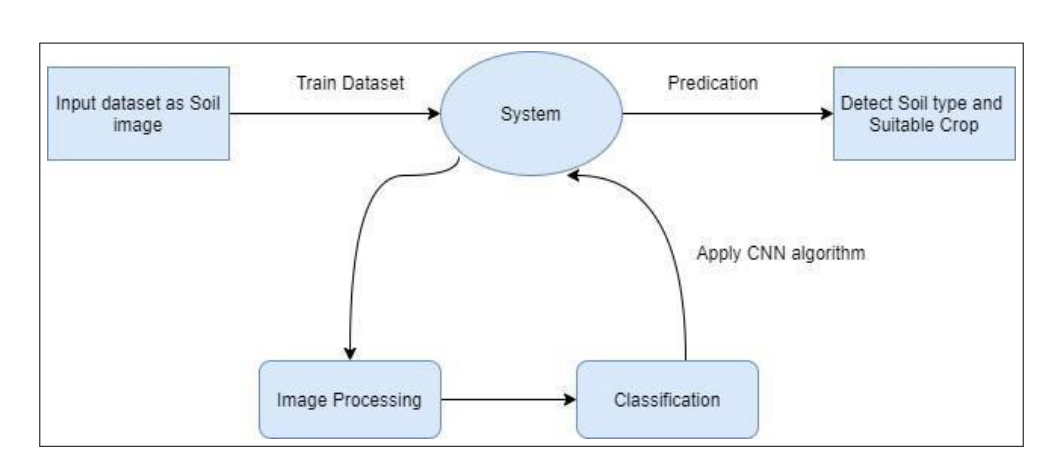 Train Dataset
Predication
Input dataset as Soil
image
System
Detect Soil type and
Suitable Crop
Apply CNN algorithm
Image Processing
Classification